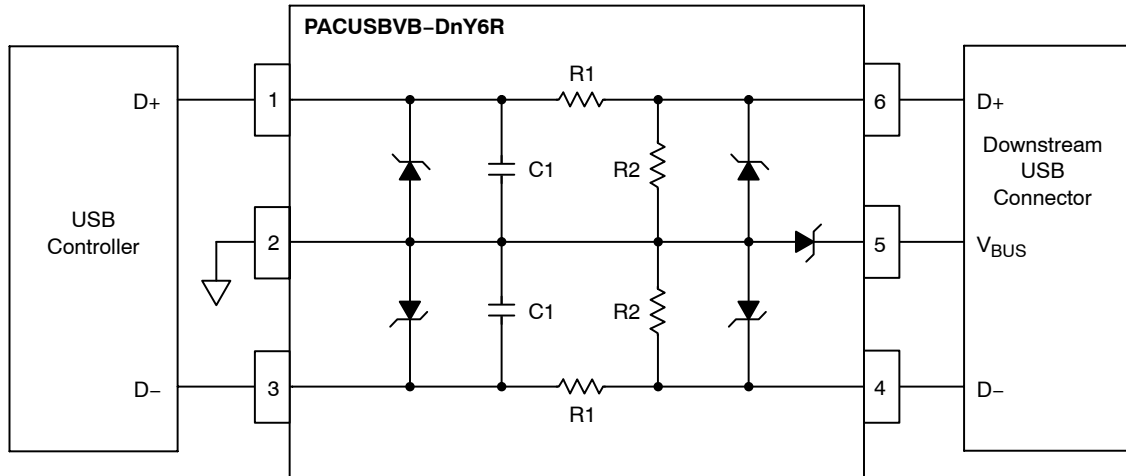 PACUSBVB−DnY6R
R1
D+
1
6
D+
C1
R2
Downstream
USB
Connector
USB
Controller
2
5
VBUS
C1
R2
D−
3
4
D−
R1